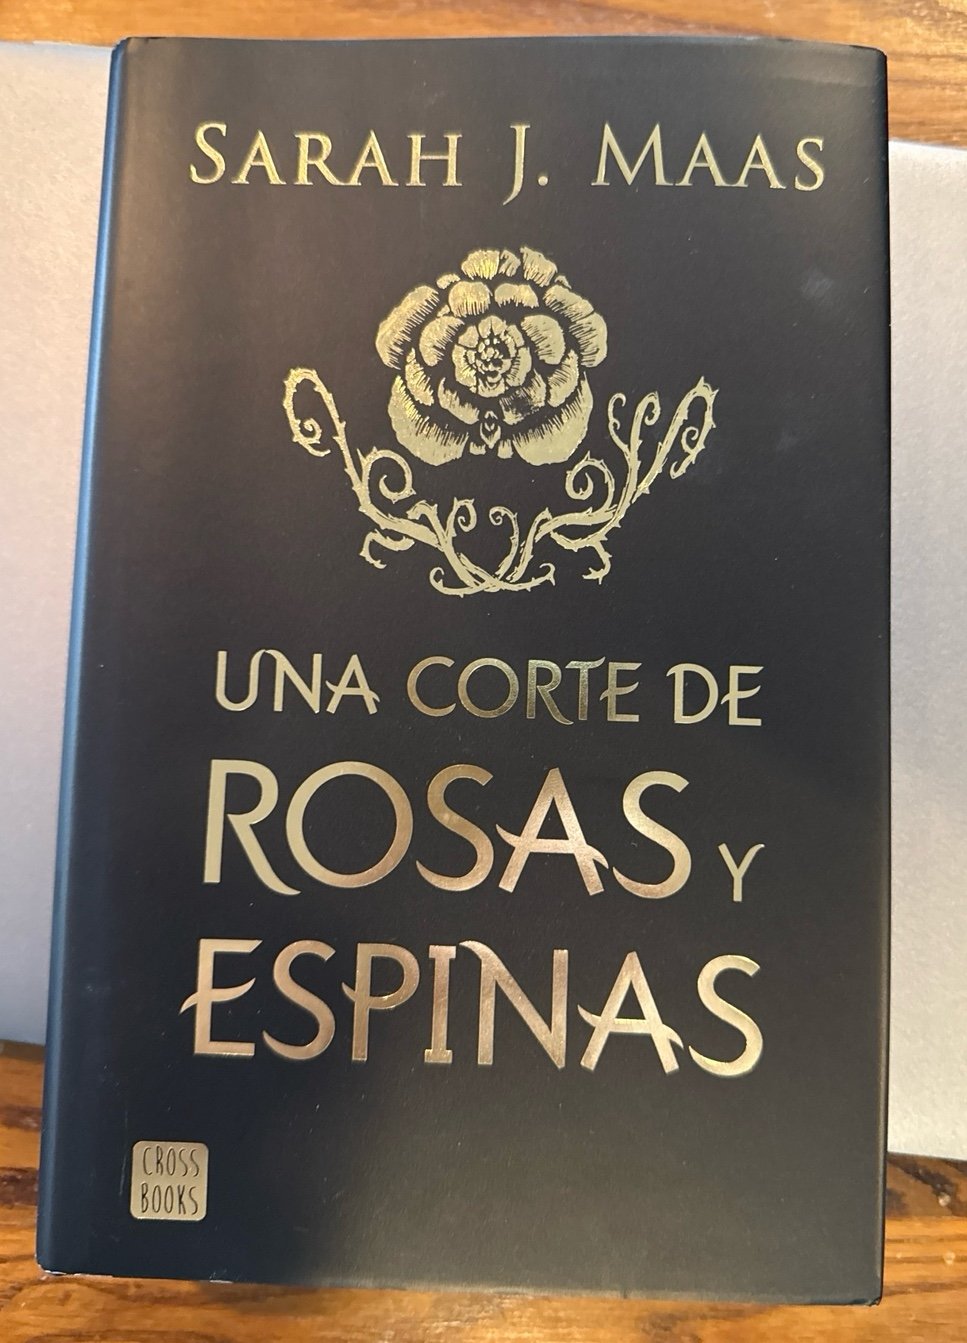 SARAH J. MAAS
UNA CORTE DE
ROSAS Y
ESPINAS
CROSS
BOOKS